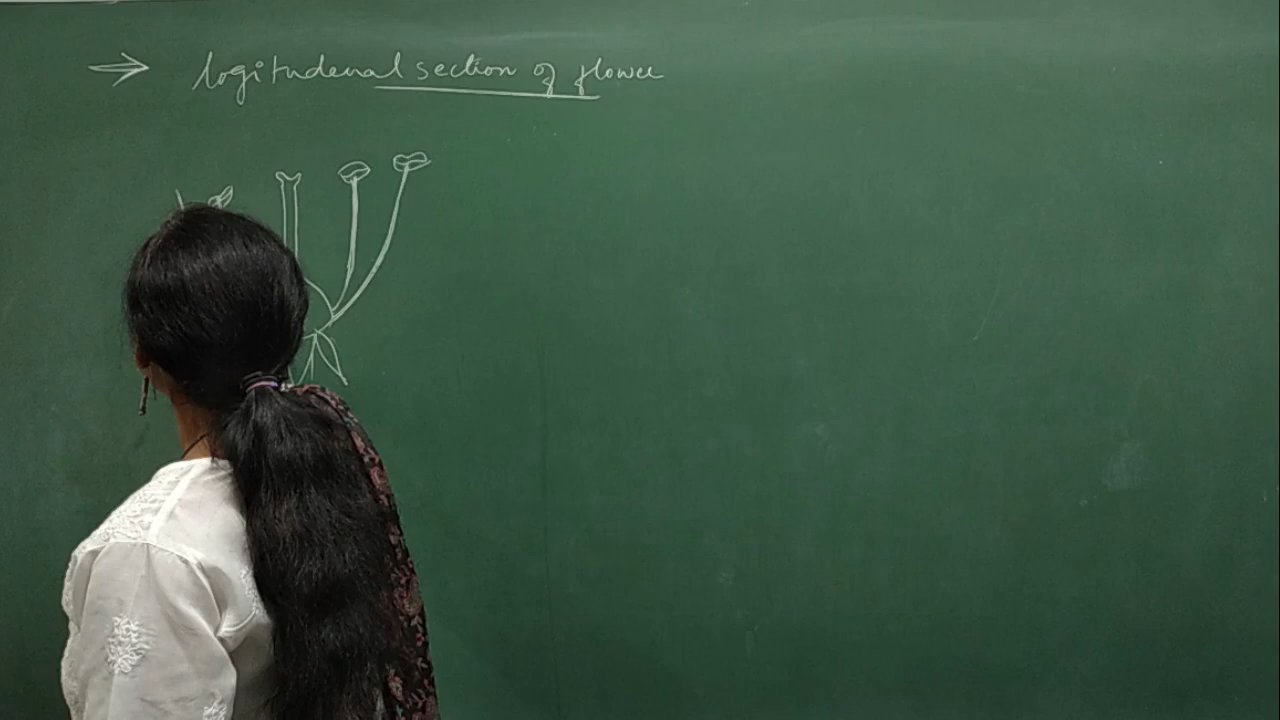 → logitudenal section of flower